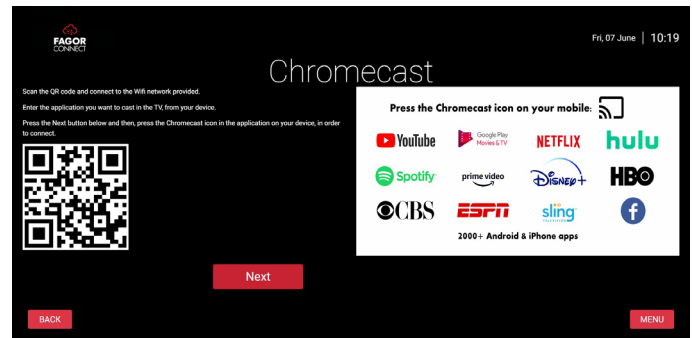 FAGOR
CONNECT
Fri, 07 June | 10:19
Chromecast
Scan the QR code and connect to the Wifi network provided.
Enter the application you want to cast in the TV, from your device.
Press the Next button below and then, press the Chromecast icon in the application on your device, in order
to connect.
Press the Chromecast icon on your mobile:
YouTube
Google Play
Movies & TV
NETFLIX
hulu
Spotify
prime video
Disney+
HBO
CBS
ESPN
sling
TELEVISION
f
2000+ Android & iPhone apps
Next
BACK
MENU